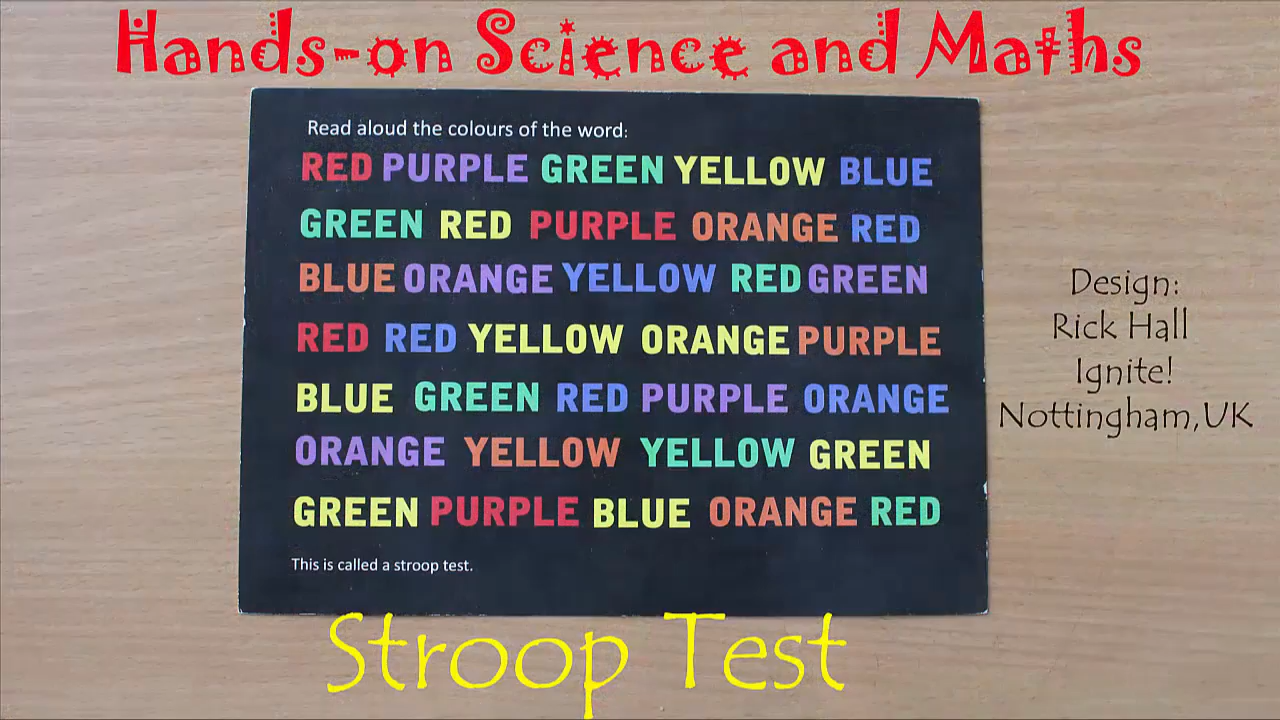 Hands-on Science and Maths
Read aloud the colours of the word:
RED PURPLE GREEN YELLOW BLUE
GREEN RED PURPLE ORANGE RED
BLUE ORANGE YELLOW RED GREEN
RED RED YELLOW ORANGE PURPLE
BLUE GREEN RED PURPLE ORANGE
ORANGE YELLOW YELLOW GREEN
GREEN PURPLE BLUE ORANGE RED
This is called a stroop test.
Design:
Rick Hall
Ignite!
Nottingham,UK
Stroop Test